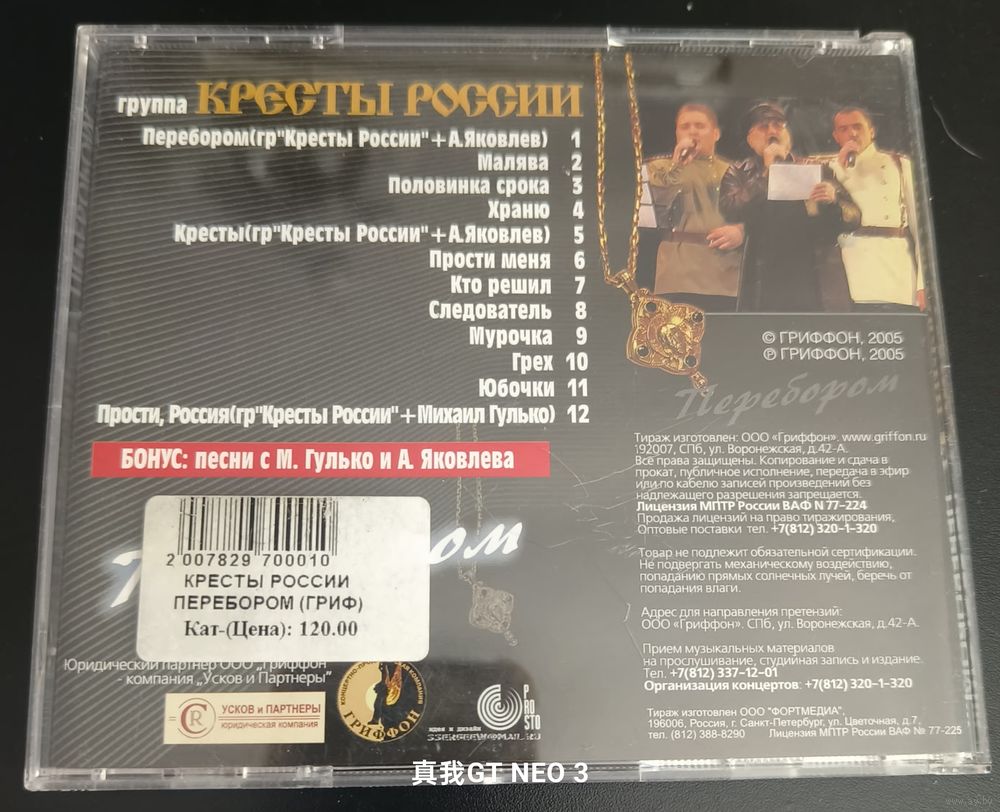 группа КРЕСТЫ РОССИИ
Перебором(гр"Кресты России"+А.Яковлев) 1
Малява 2
Половинка срока 3
Храню 4
Кресты(гр"Кресты России"+А.Яковлев) 5
Прости меня 6
Кто решил 7
Следователь 8
Мурочка 9
Грех 10
Юбочки 11
Прости, Россия(гр"Кресты России"+Михаил Гулько) 12
БОНУС: песни с М. Гулько и А. Яковлева
2 007829 700010
КРЕСТЫ РОССИИ
ПЕРЕБОРОМ (ГРИФ)
Кат-(Цена): 120.00
Юридический партнер ООО „Гриффон
- компания „Усков и Партнеры"
УСКОВ и ПАРТНЕРЫ
юридическая компания
ГРИФФОН
PROSTO
идея и дизайн
© ГРИФФОН, 2005
℗ ГРИФФОН, 2005
Перебором
Тираж изготовлен: ООО «Гриффон». www.griffon.ru
192007, СПб, ул. Воронежская, д.42-А.
Все права защищены. Копирование и сдача в
прокат, публичное исполнение, передача в эфир
или по кабелю записей произведений без
надлежащего разрешения запрещается.
Лицензия МПТР России ВАФ N 77-224
Продажа лицензий на право тиражирования,
Оптовые поставки тел. +7(812) 320-1-320
Товар не подлежит обязательной сертификации.
Не подвергать механическому воздействию,
попаданию прямых солнечных лучей, беречь от
попадания влаги.
Адрес для направления претензий:
ООО «Гриффон». СПб, ул. Воронежская, д.42-А.
Прием музыкальных материалов
на прослушивание, студийная запись и издание.
Тел. +7(812) 337-12-01
Организация концертов: +7(812) 320-1-320
Тираж изготовлен ООО "ФОРТМЕДИА",
196006, Россия, г. Санкт-Петербург, ул. Цветочная, д.7,
тел. (812) 388-8290 Лицензия МПТР России ВАФ № 77-225
真我GT NEO 3